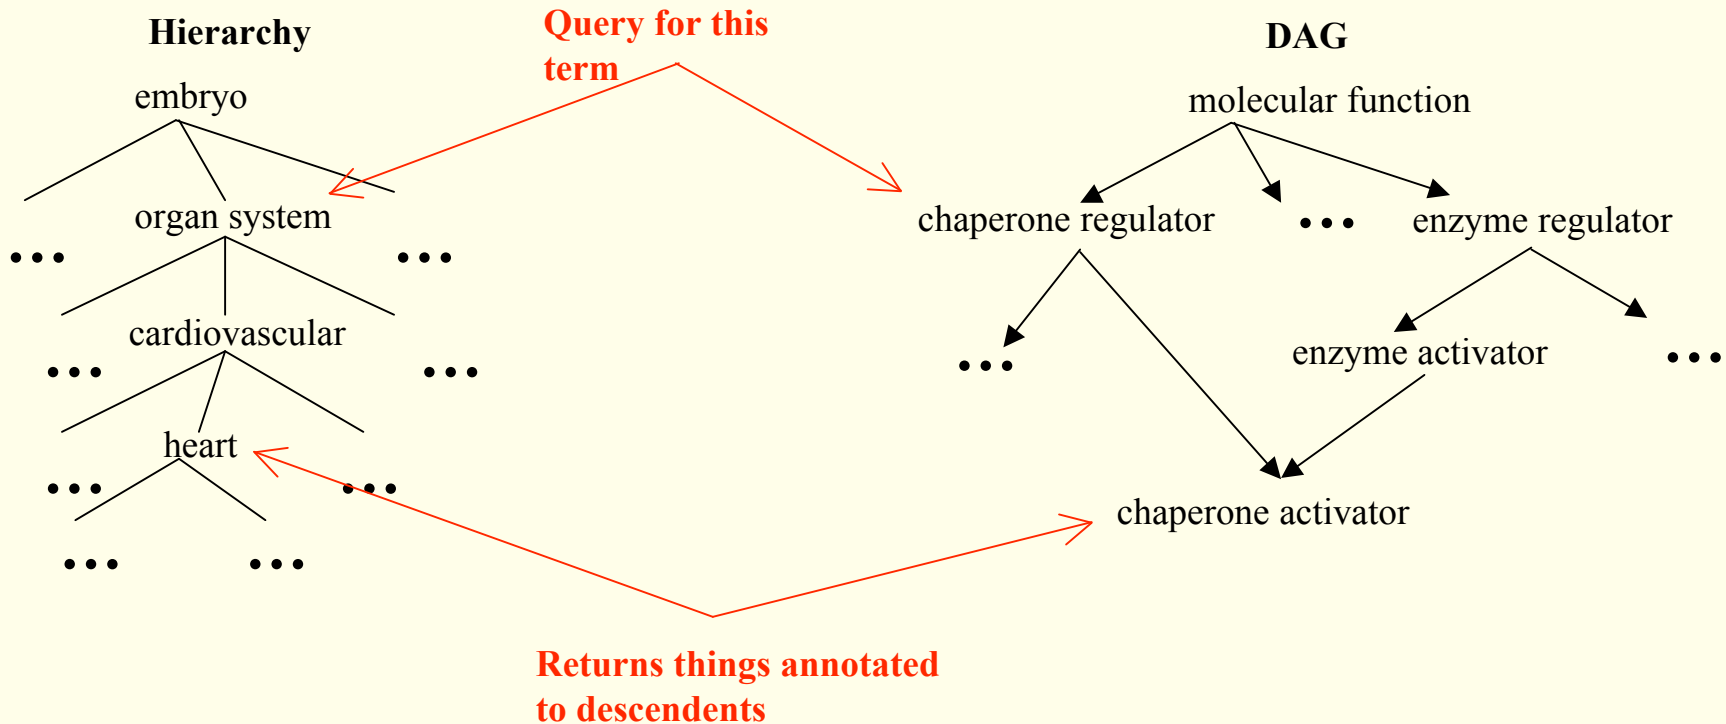 Hierarchy
embryo
organ system
...
...
cardiovascular
...
...
heart
...
...
...
...
Query for this
term
Returns things annotated
to descendents
DAG
molecular function
chaperone regulator
...
enzyme regulator
...
enzyme activator
...
chaperone activator